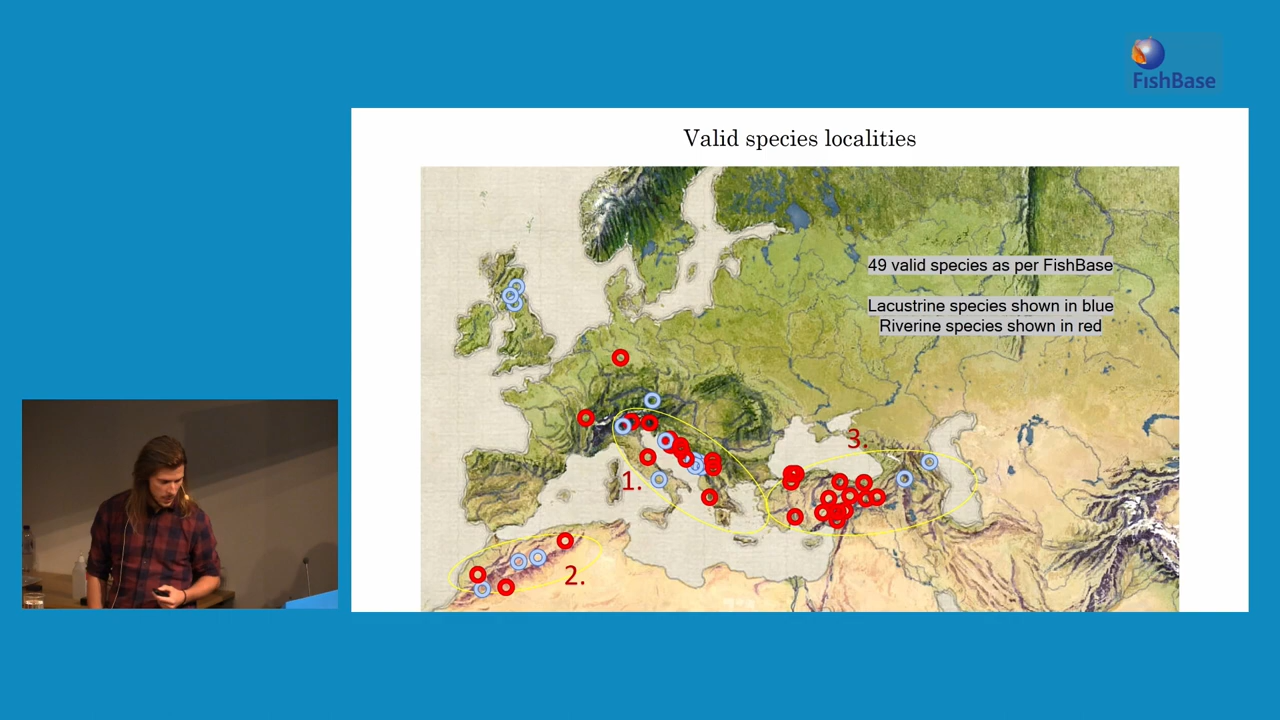 FishBase
Valid species localities
49 valid species as per FishBase
Lacustrine species shown in blue
Riverine species shown in red
3.
1.
2.